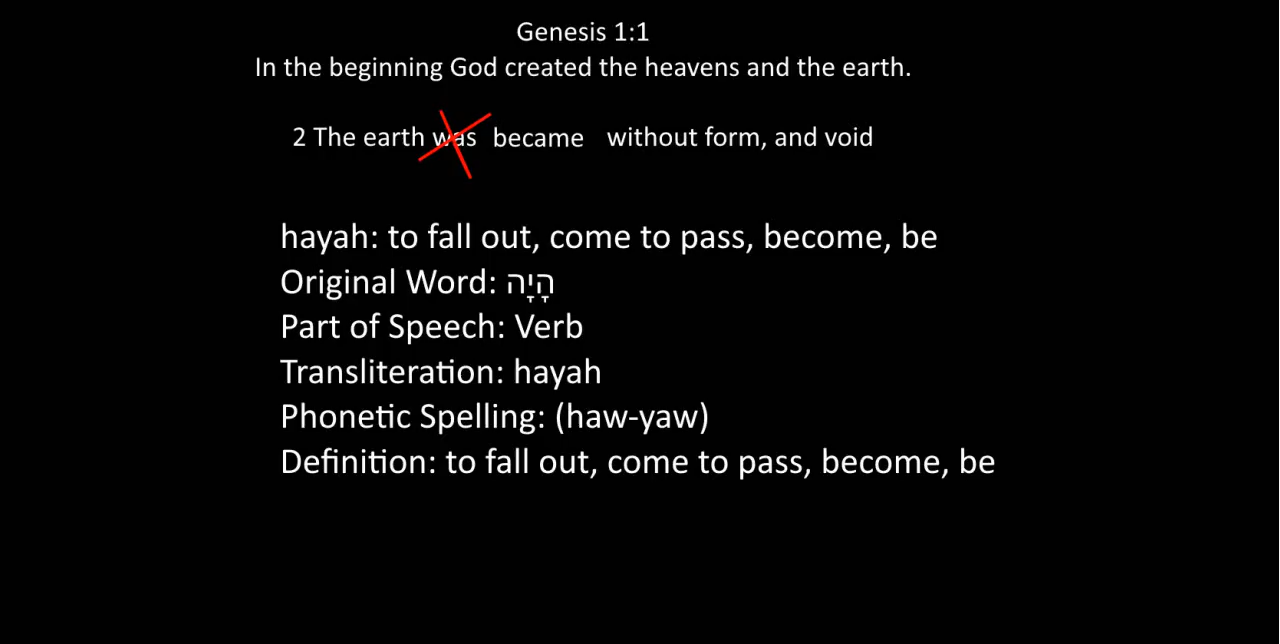 Genesis 1:1
In the beginning God created the heavens and the earth.
2 The earth was became without form, and void
hayah: to fall out, come to pass, become, be
Original Word: הָיָה
Part of Speech: Verb
Transliteration: hayah
Phonetic Spelling: (haw-yaw)
Definition: to fall out, come to pass, become, be